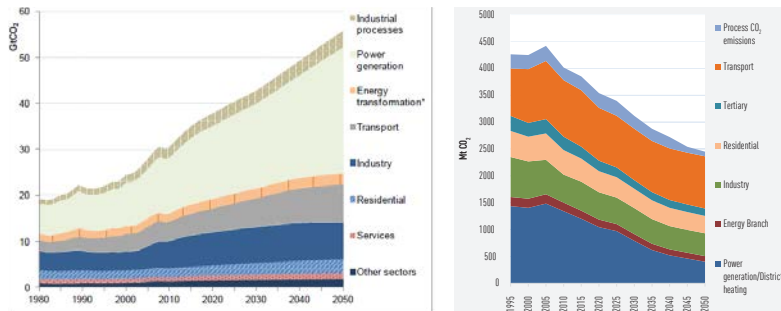 60
50
40
30
20
10
0
GtCO₂
1980
1990
2000
2010
2020
2030
2040
2050
Industrial
processes
Power
generation
Energy
transformation*
Transport
Industry
Residential
Services
Other sectors
5000
4500
4000
3500
3000
2500
2000
1500
1000
500
0
Mt CO₂
1995
2000
2005
2010
2015
2020
2025
2030
2035
2040
2045
2050
Process CO₂
emissions
Transport
Tertiary
Residential
Industry
Energy Branch
Power
generation/District
heating